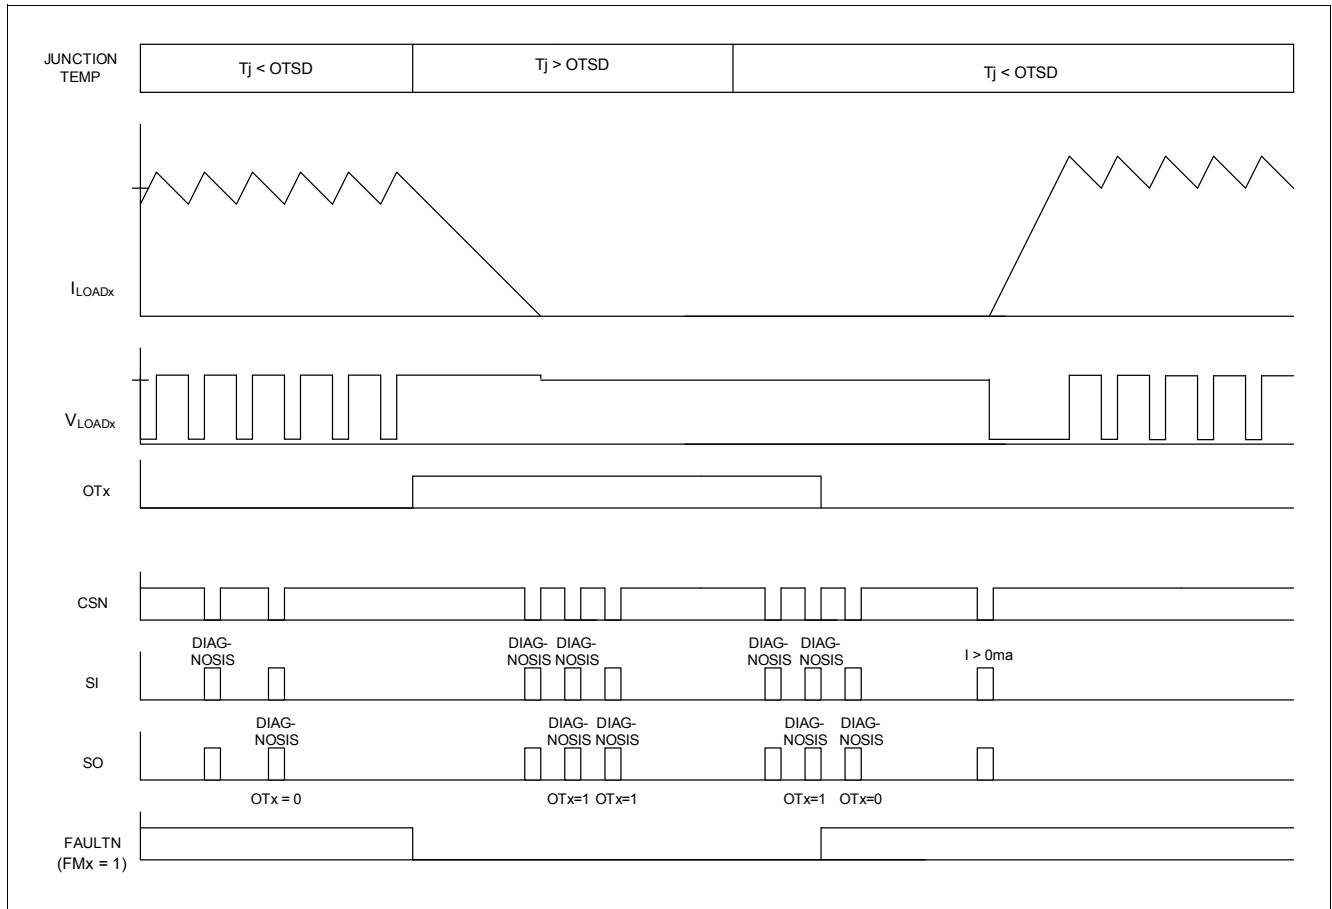 JUNCTION
TEMP
Tj < OTSD
Tj > OTSD
Tj < OTSD
ILOADx
VLOADx
OTx
CSN
DIAG-
NOSIS
DIAG-
NOSIS
DIAG-
NOSIS
DIAG-
NOSIS
DIAG-
NOSIS
I > 0ma
SI
DIAG-
NOSIS
DIAG-
NOSIS
DIAG-
NOSIS
DIAG-
NOSIS
DIAG-
NOSIS
SO
OTx = 0
OTx=1
OTx=1
OTx=1
OTx=0
FAULTN
(FMx = 1)